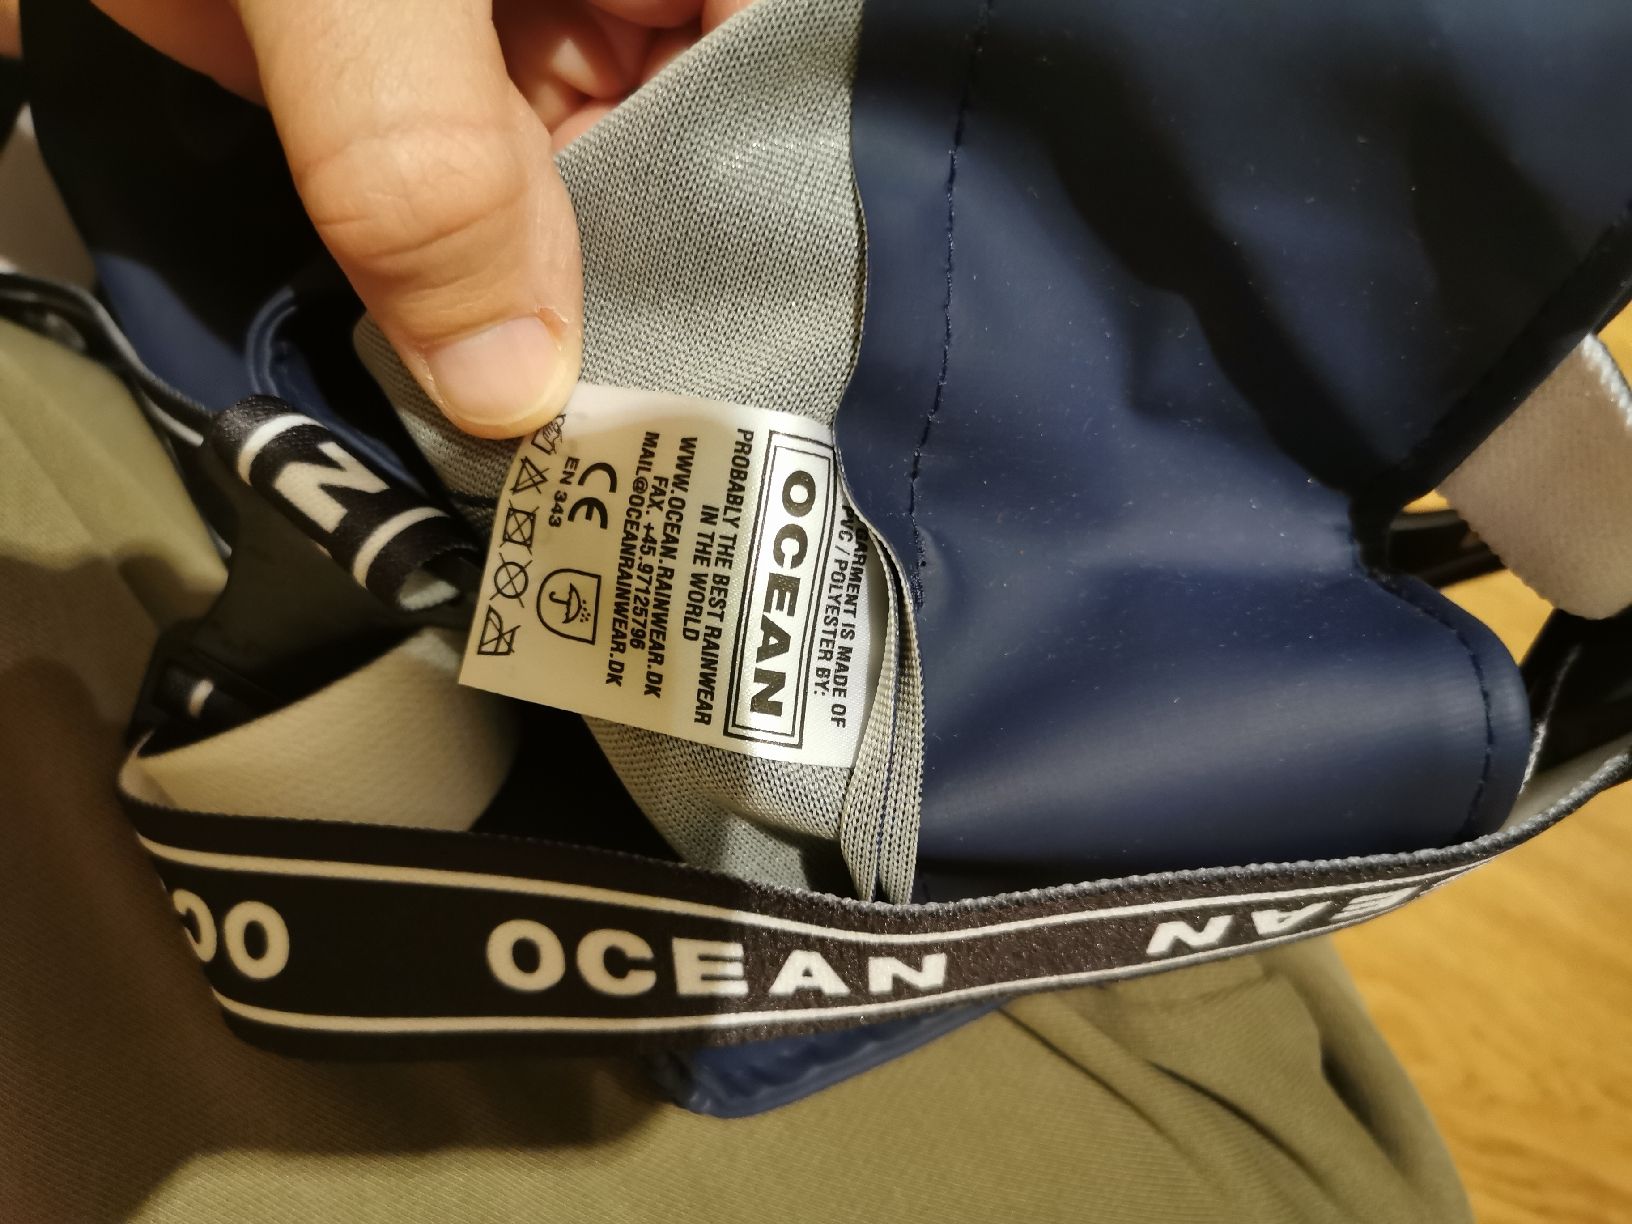 GARMENT IS MADE OF
PVC / POLYESTER BY:
OCEAN
PROBABLY THE BEST RAINWEAR
IN THE WORLD
WWW.OCEAN.RAINWEAR.DK
FAX. +45.97125796
MAIL@OCEANRAINWEAR.DK
CE
EN 343
N
OCEAN
EAN